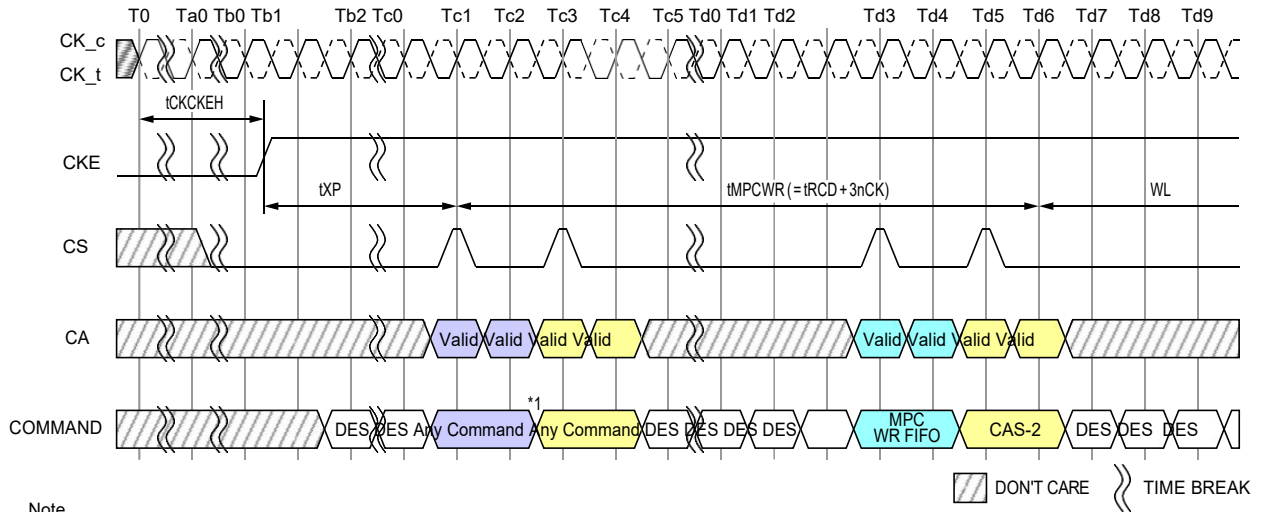 T0 Ta0 Tb0 Tb1 Tb2 Tc0 Tc1 Tc2 Tc3 Tc4 Tc5 Td0 Td1 Td2 Td3 Td4 Td5 Td6 Td7 Td8 Td9
CK_c
CK_t
tCKCKEH
CKE
tXP
tMPCWR ( = tRCD + 3nCK)
WL
CS
CA
Valid Valid Valid Valid Valid Valid Valid Valid
*1
COMMAND
DES DES Any Command Any Command DES DES DES DES MPC WR FIFO CAS-2 DES DES DES
DON'T CARE
TIME BREAK
Note